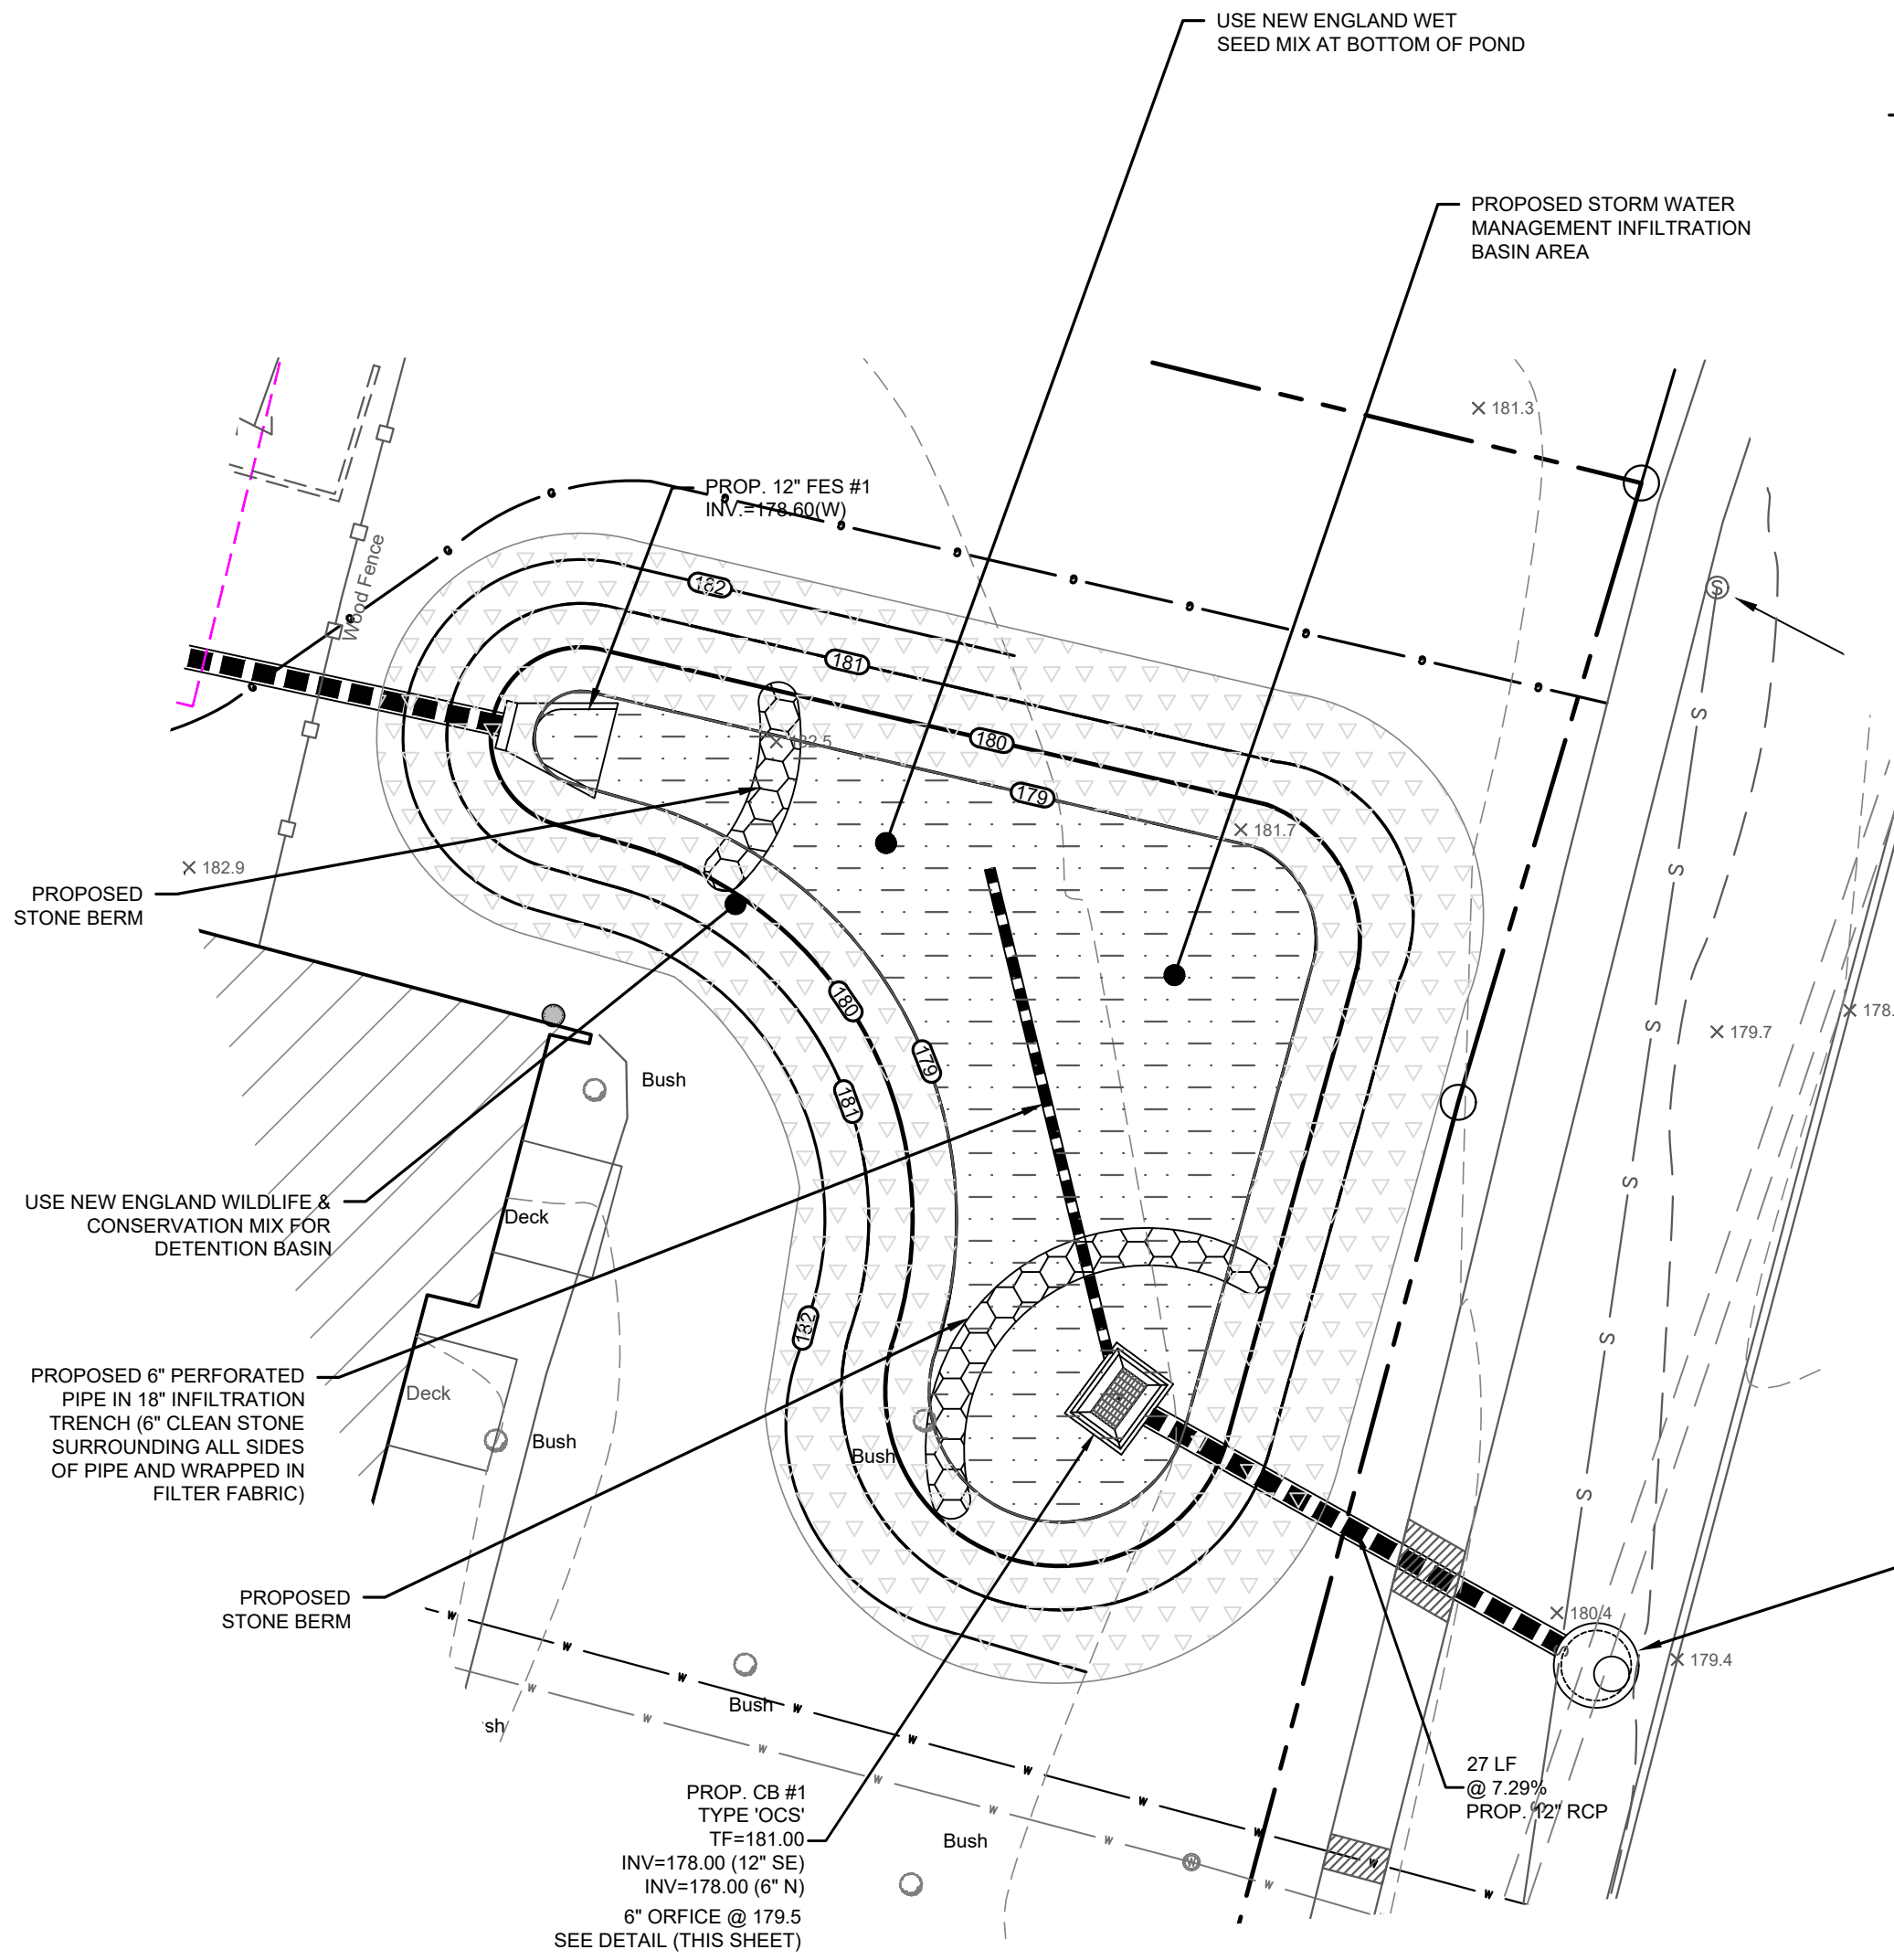 USE NEW ENGLAND WET
SEED MIX AT BOTTOM OF POND
PROPOSED STORM WATER
MANAGEMENT INFILTRATION
BASIN AREA
181.3
PROP. 12" FES #1
INV.=178.60(W)
G
G
G
G
G
G
G
G
G
G
G
G
Wood Fence
182
181
180
179
182.5
181.7
182.9
S
S
S
S
S
S
S
S
S
S
PROPOSED
STONE BERM
180
179
181
182
179.7
178.
Bush
Deck
USE NEW ENGLAND WILDLIFE &
CONSERVATION MIX FOR
DETENTION BASIN
PROPOSED 6" PERFORATED
PIPE IN 18" INFILTRATION
TRENCH (6" CLEAN STONE
SURROUNDING ALL SIDES
OF PIPE AND WRAPPED IN
FILTER FABRIC)
Deck
Bush
Bush
PROPOSED
STONE BERM
180.4
179.4
W
W
W
W
W
W
W
W
W
W
Bush
sh
W
W
W
W
W
W
W
W
PROP. CB #1
TYPE 'OCS'
TF=181.00
INV=178.00 (12" SE)
INV=178.00 (6" N)
6" ORFICE @ 179.5
SEE DETAIL (THIS SHEET)
Bush
27 LF
@ 7.29%
PROP. 12" RCP